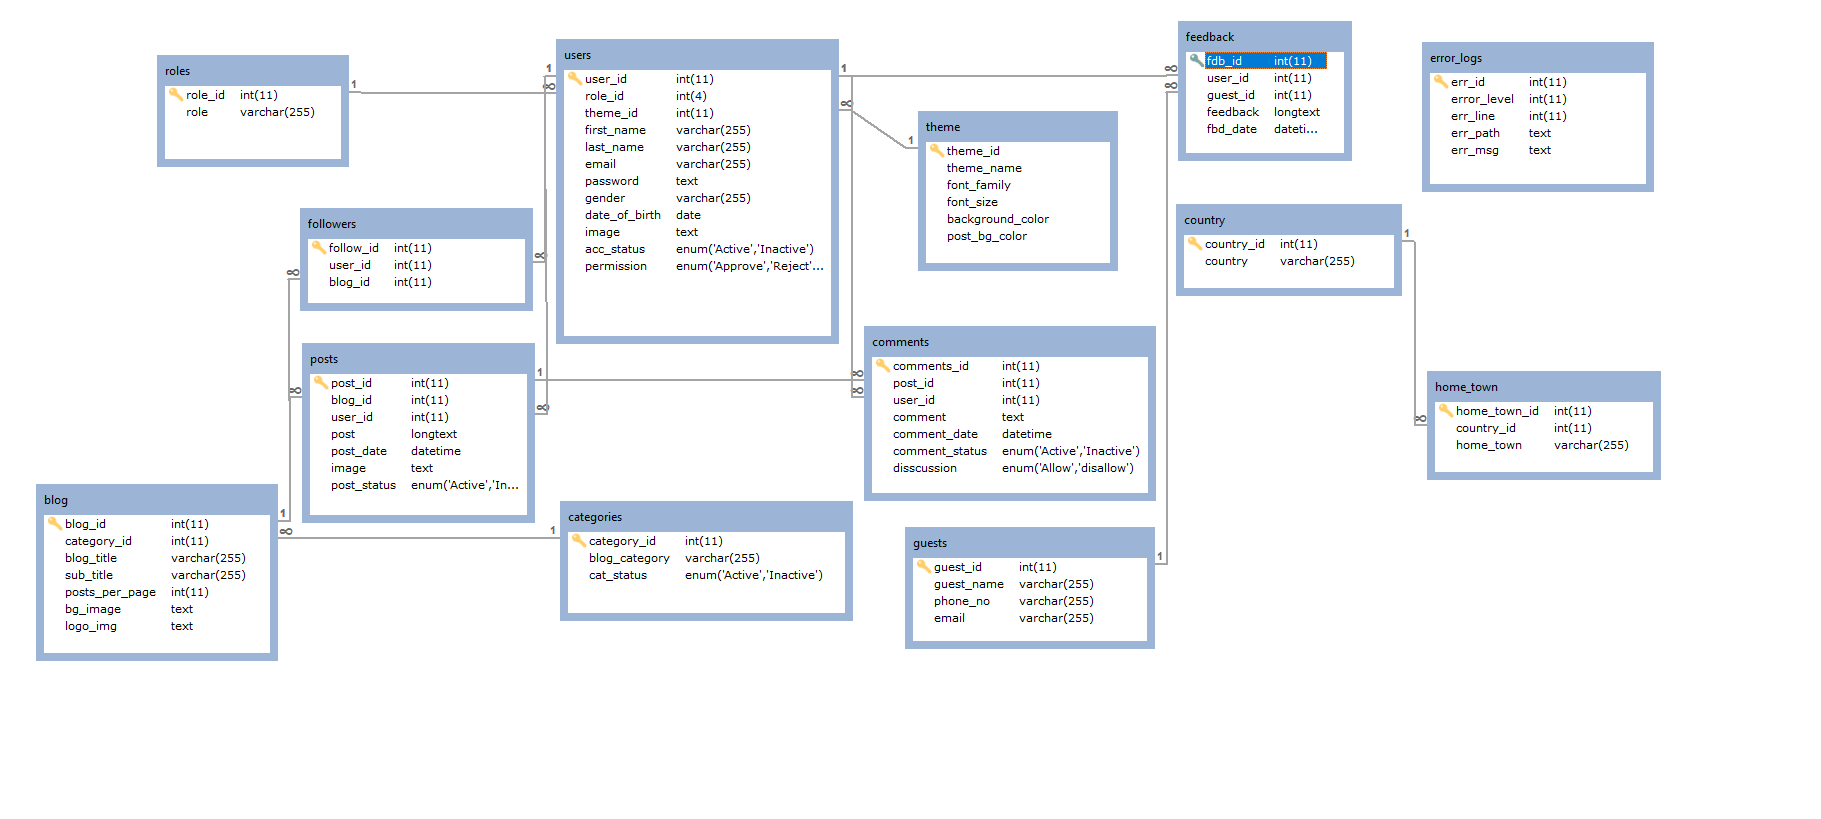 roles
role_id int(11)
role varchar(255)
1
users
user_id int(11)
role_id int(4)
theme_id int(11)
first_name varchar(255)
last_name varchar(255)
email varchar(255)
password text
gender varchar(255)
date_of_birth date
image text
acc_status enum('Active','Inactive')
permission enum('Approve','Reject'...
1
∞
1
∞
theme
theme_id
theme_name
font_family
font_size
background_color
post_bg_color
1
feedback
fdb_id int(11)
user_id int(11)
guest_id int(11)
feedback longtext
fbd_date dateti...
∞
∞
error_logs
err_id int(11)
error_level int(11)
err_line int(11)
err_path text
err_msg text
followers
follow_id int(11)
user_id int(11)
blog_id int(11)
∞
∞
country
country_id int(11)
country varchar(255)
1
posts
post_id int(11)
blog_id int(11)
user_id int(11)
post longtext
post_date datetime
image text
post_status enum('Active','In...
∞
1
∞
comments
comments_id int(11)
post_id int(11)
user_id int(11)
comment text
comment_date datetime
comment_status enum('Active','Inactive')
disscussion enum('Allow','disallow')
∞
∞
home_town
home_town_id int(11)
country_id int(11)
home_town varchar(255)
∞
blog
blog_id int(11)
category_id int(11)
blog_title varchar(255)
sub_title varchar(255)
posts_per_page int(11)
bg_image text
logo_img text
1
∞
categories
category_id int(11)
blog_category varchar(255)
cat_status enum('Active','Inactive')
1
guests
guest_id int(11)
guest_name varchar(255)
phone_no varchar(255)
email varchar(255)
1